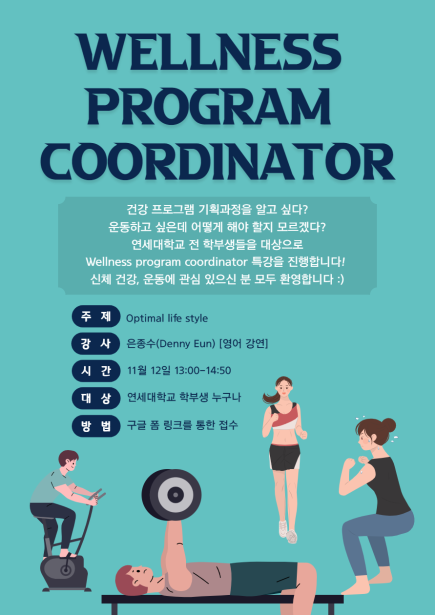 WELLNESS
PROGRAM
COORDINATOR
건강 프로그램 기획과정을 알고 싶다?
운동하고 싶은데 어떻게 해야 할지 모르겠다?
연세대학교 전 학부생들을 대상으로
Wellness program coordinator 특강을 진행합니다!
신체 건강, 운동에 관심 있으신 분 모두 환영합니다 :)
주 제 Optimal life style
강 사 은종수(Denny Eun) [영어 강연]
시 간 11월 12일 13:00~14:50
대 상 연세대학교 학부생 누구나
방 법 구글 폼 링크를 통한 접수